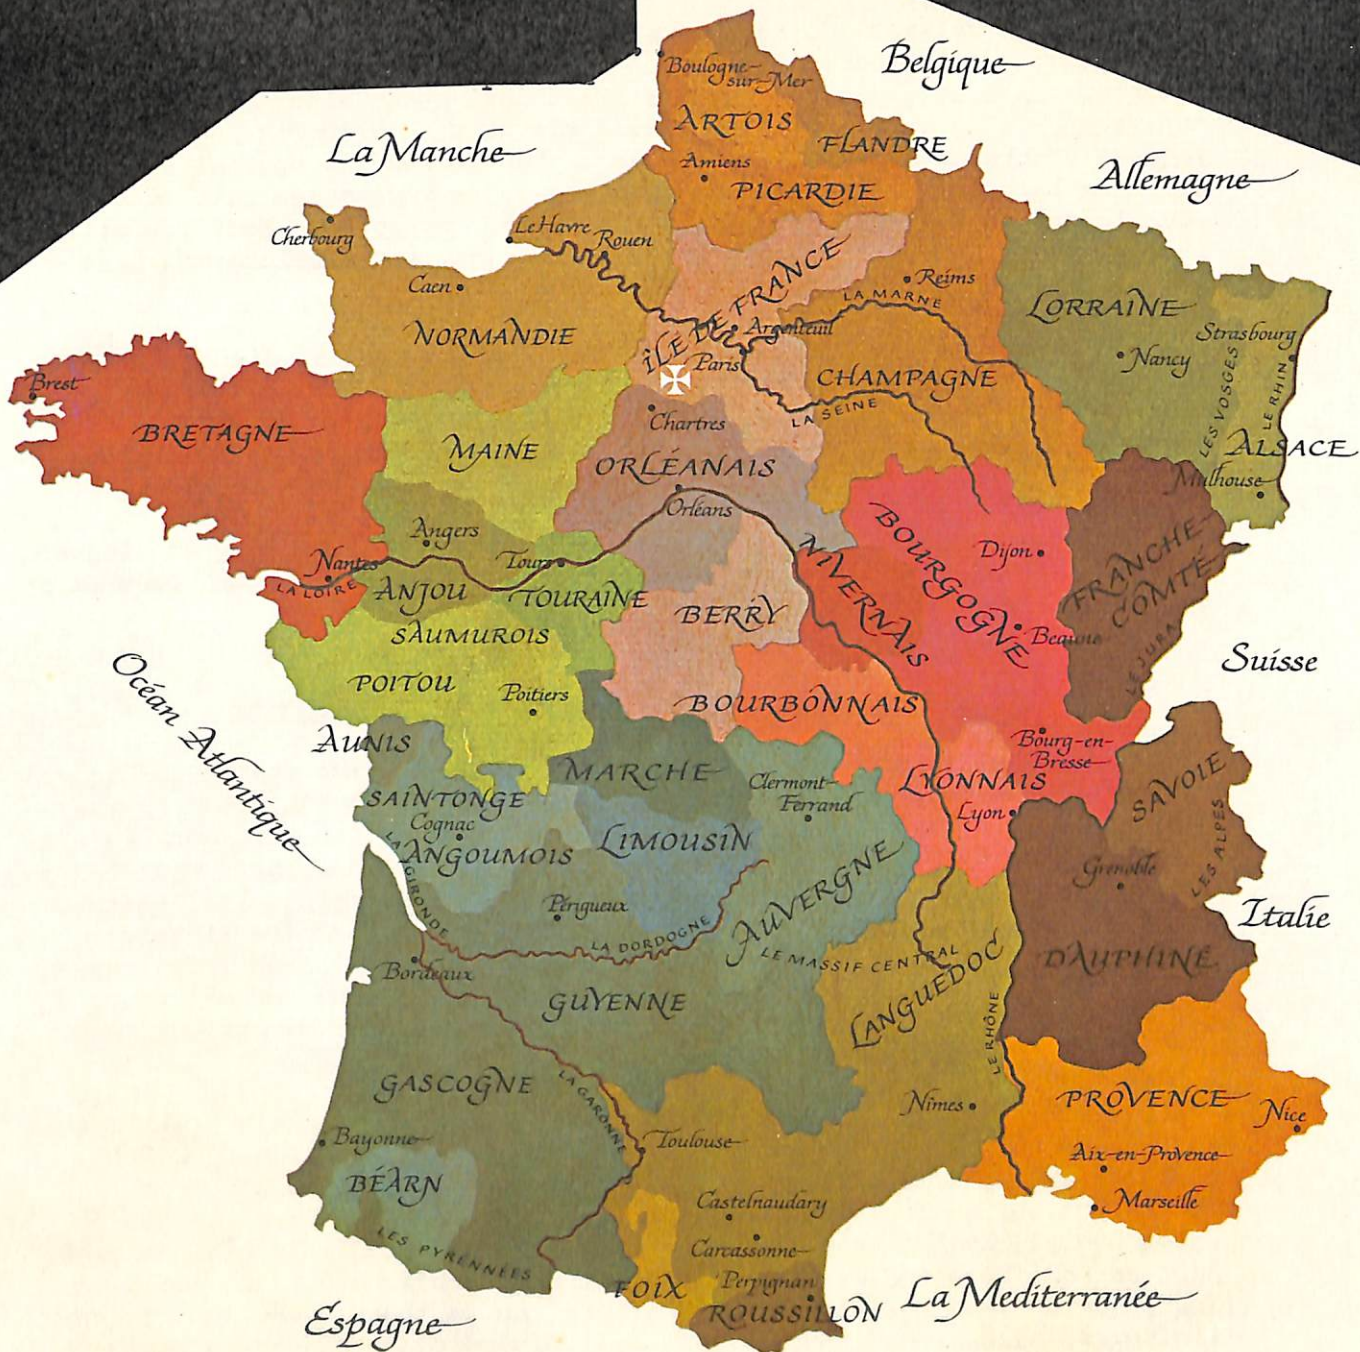 Belgique
Boulogne-
sur-Mer
La Manche
ARTOIS
FLANDRE
Amiens
PICARDIE
Allemagne
Cherbourg
Le Havre
Rouen
Caen
NORMANDIE
ÎLE DE FRANCE
Reims
LA MARNE
Argenteuil
Paris
LORRAINE
Strasbourg
Nancy
LES VOSGES
LE RHIN
ALSACE
Mulhouse
CHAMPAGNE
LA SEINE
Brest
BRETAGNE
MAINE
Chartres
ORLÉANAIS
Orléans
Angers
Tours
Nantes
LA LOIRE
ANJOU
TOURAINE
SAUMUROIS
POITOU
Poitiers
BERRY
NIVERNAIS
BOURGOGNE
Dijon
Beaune
FRANCHE-
COMTÉ
LE JURA
Suisse
BOURBONNAIS
Bourg-en-
Bresse
Océan Atlantique
AUNIS
MARCHE
Clermont-
Ferrand
LYONNAIS
Lyon
SAVOIE
LES ALPES
SAINTONGE
Cognac
ANGOUMOIS
LIMOUSIN
LA GIRONDE
Périgueux
LA DORDOGNE
AUVERGNE
LE MASSIF CENTRAL
Grenoble
Italie
DAUPHINÉ
Bordeaux
GUYENNE
LANGUEDOC
LE RHÔNE
GASCOGNE
LA GARONNE
Nîmes
PROVENCE
Nice
Bayonne
Toulouse
Aix-en-Provence
BÉARN
Marseille
Castelnaudary
LES PYRENNÉES
Carcassonne
FOIX
Perpignan
ROUSSILLON
La Mediterranée
Espagne